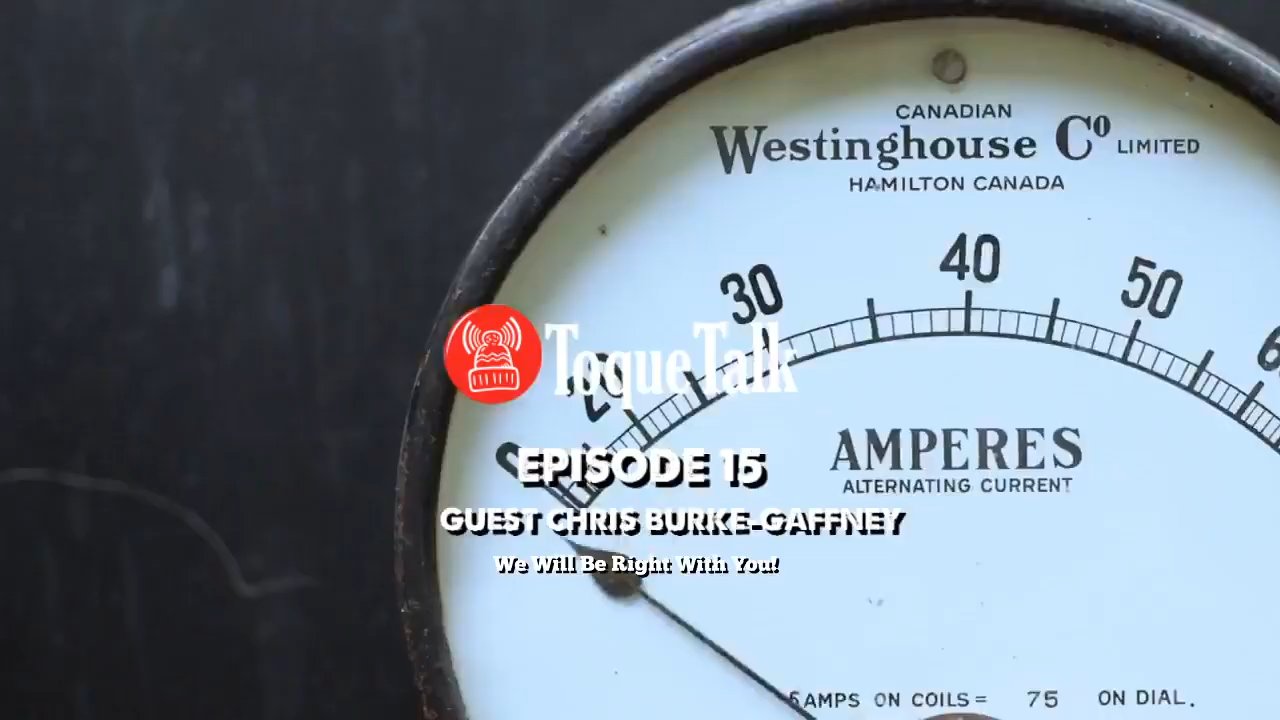 CANADIAN
Westinghouse Co LIMITED
HAMILTON CANADA
40
30
50
ToqueTalk
20
AMPERES
EPISODE 15
ALTERNATING CURRENT
GUEST CHRIS BURKE-GAFFNEY
We Will Be Right With You!
AMPS ON COILS = 75 ON DIAL.